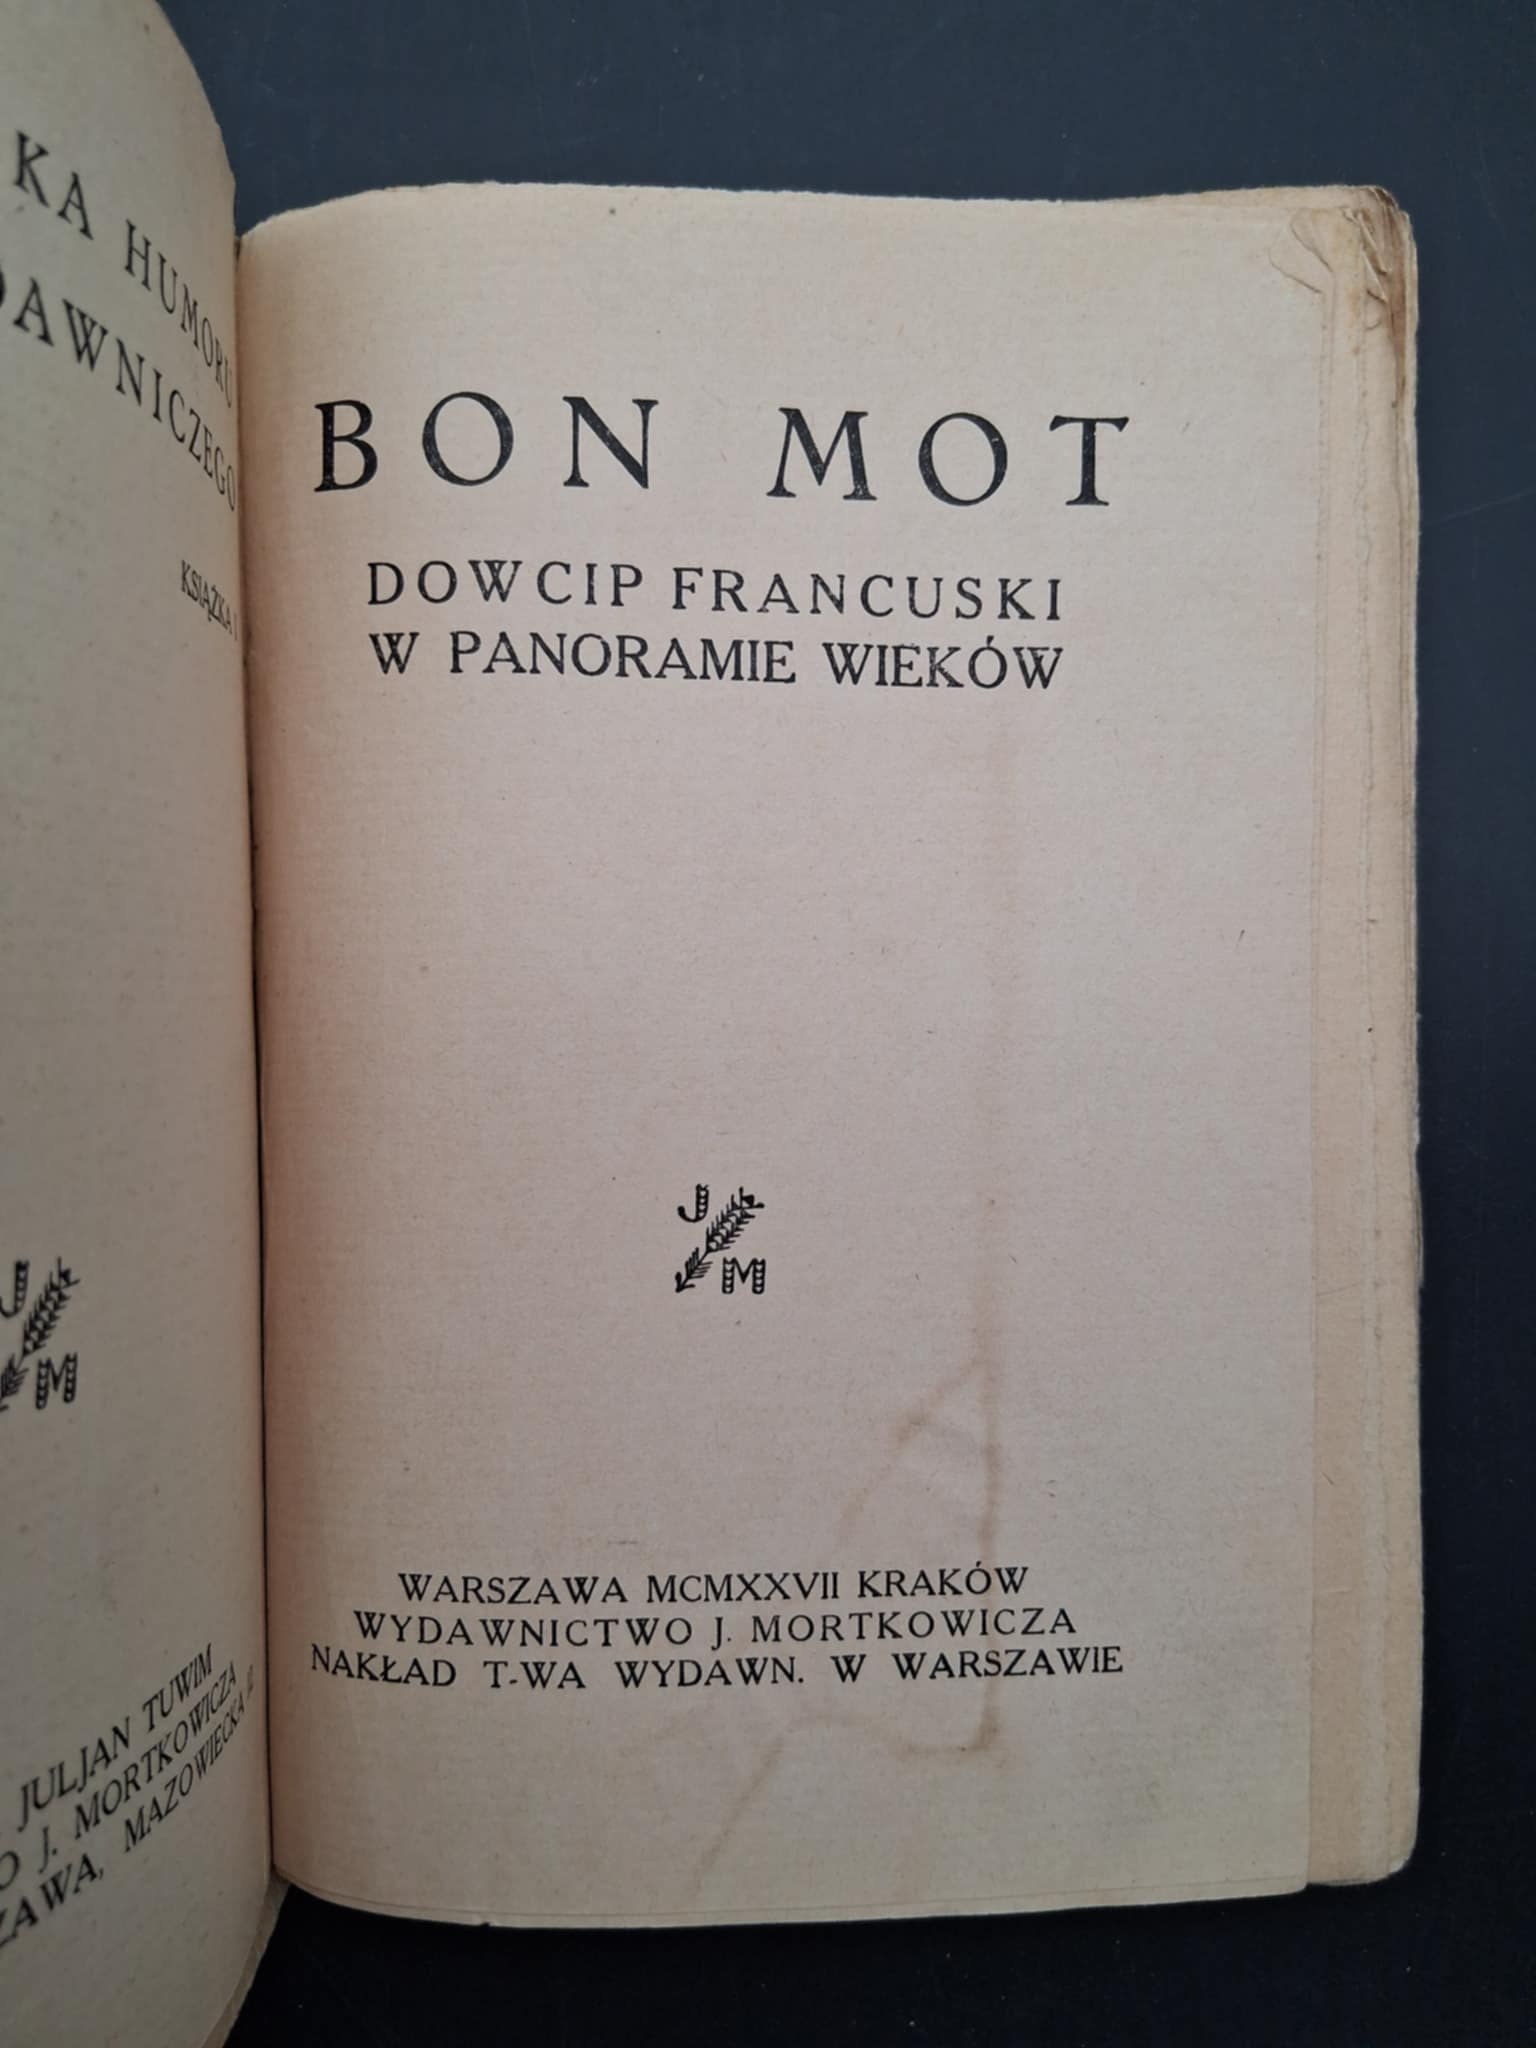 KA HUMORU
DAWNICZEGO
KSIĄŻKA I
J
M
JULJAN TUWIM
O J. MORTKOWICZA
ZAWA, MAZOWIECKA 12
BON MOT
DOWCIP FRANCUSKI
W PANORAMIE WIEKÓW
J
M
WARSZAWA MCMXXVII KRAKÓW
WYDAWNICTWO J. MORTKOWICZA
NAKŁAD T-WA WYDAWN. W WARSZAWIE